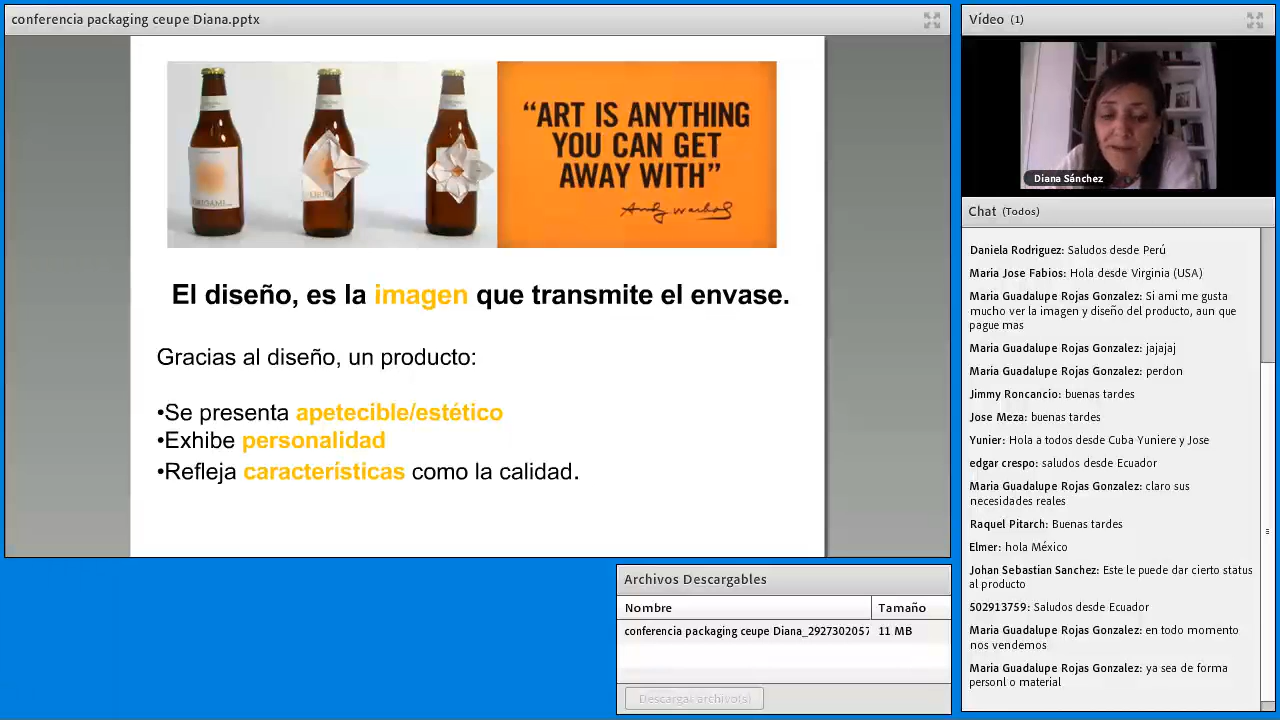 conferencia packaging ceupe Diana.pptx
ORIGAMI
"ART IS ANYTHING
YOU CAN GET
AWAY WITH"
Andy Warhol
El diseño, es la imagen que transmite el envase.
Gracias al diseño, un producto:
•Se presenta apetecible/estético
•Exhibe personalidad
•Refleja características como la calidad.
Archivos Descargables
Nombre Tamaño
conferencia packaging ceupe Diana_2927302057 11 MB
Descargar archivo(s)
Vídeo (1)
Diana Sánchez
Chat (Todos)
Daniela Rodriguez: Saludos desde Perú
Maria Jose Fabios: Hola desde Virginia (USA)
Maria Guadalupe Rojas Gonzalez: Si ami me gusta
mucho ver la imagen y diseño del producto, aun que
pague mas
Maria Guadalupe Rojas Gonzalez: jajajaj
Maria Guadalupe Rojas Gonzalez: perdon
Jimmy Roncancio: buenas tardes
Jose Meza: buenas tardes
Yunier: Hola a todos desde Cuba Yuniere y Jose
edgar crespo: saludos desde Ecuador
Maria Guadalupe Rojas Gonzalez: claro sus
necesidades reales
Raquel Pitarch: Buenas tardes
Elmer: hola México
Johan Sebastian Sanchez: Este le puede dar cierto status
al producto
502913759: Saludos desde Ecuador
Maria Guadalupe Rojas Gonzalez: en todo momento
nos vendemos
Maria Guadalupe Rojas Gonzalez: ya sea de forma
personl o material